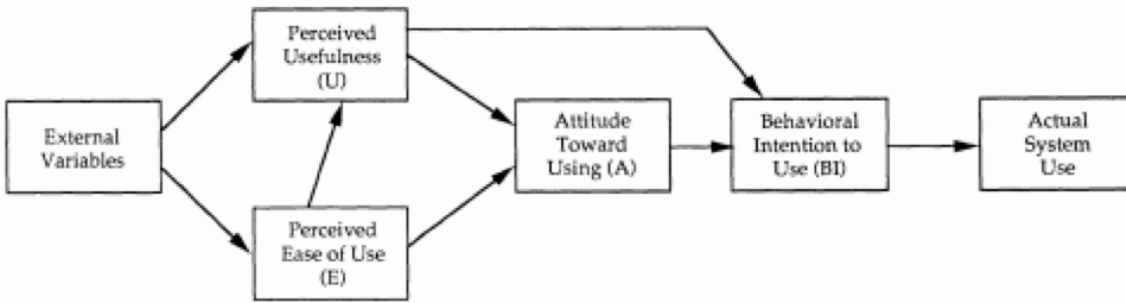 External
Variables
Perceived
Usefulness
(U)
Perceived
Ease of Use
(E)
Attitude
Toward
Using (A)
Behavioral
Intention to
Use (BI)
Actual
System
Use